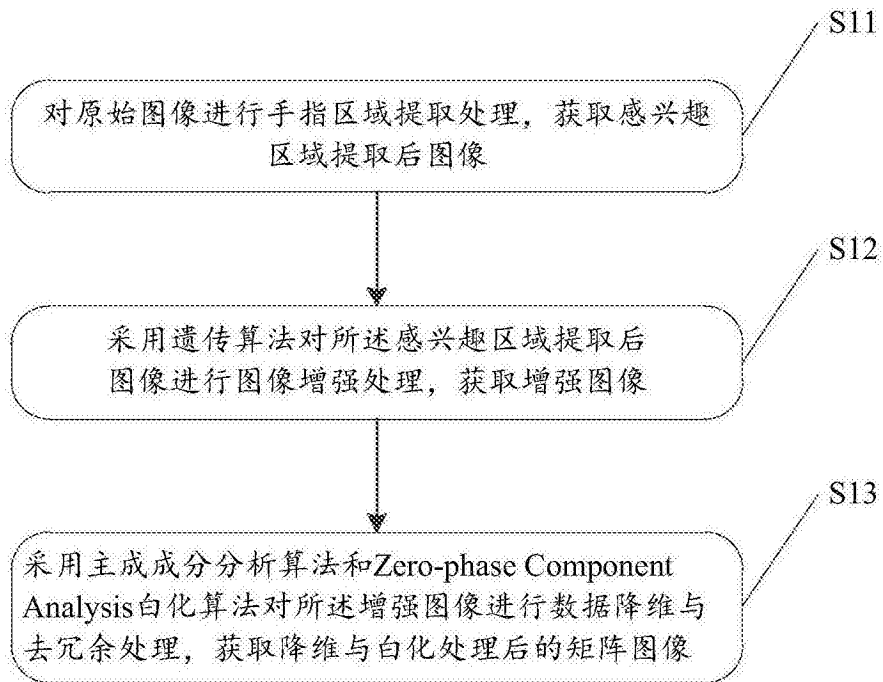 S11
对原始图像进行手指区域提取处理，获取感兴趣
区域提取后图像
S12
采用遗传算法对所述感兴趣区域提取后
图像进行图像增强处理，获取增强图像
S13
采用主成成分分析算法和Zero-phase Component
Analysis白化算法对所述增强图像进行数据降维与
去冗余处理，获取降维与白化处理后的矩阵图像